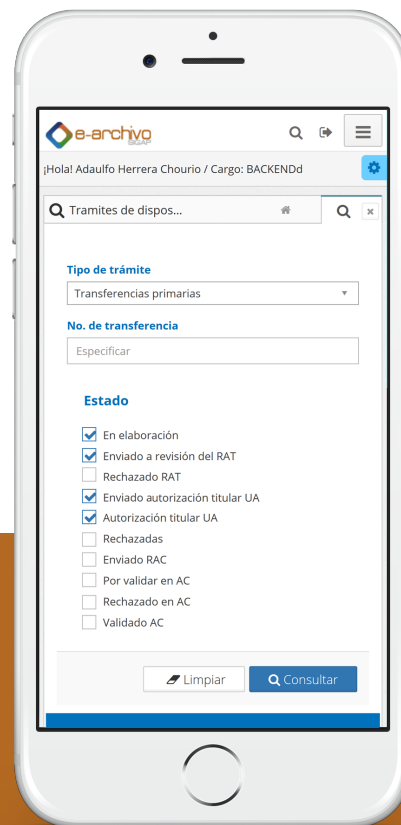 e-archivo
SGAP
¡Hola! Adaulfo Herrera Chourio / Cargo: BACKENDd
Tramites de dispos...
Tipo de trámite
Transferencias primarias
No. de transferencia
Especificar
Estado
En elaboración
Enviado a revisión del RAT
Rechazado RAT
Enviado autorización titular UA
Autorización titular UA
Rechazadas
Enviado RAC
Por validar en AC
Rechazado en AC
Validado AC
Limpiar Consultar